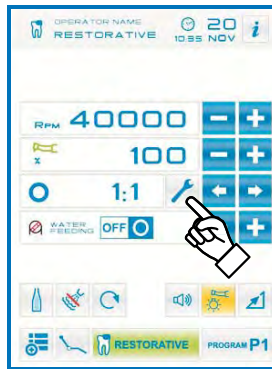 OPERATOR NAME
RESTORATIVE
10:55 20 NOV
i
RPM 40000 - +
x 100 - +
1:1
WATER FEEDING OFF +
RESTORATIVE PROGRAM P1